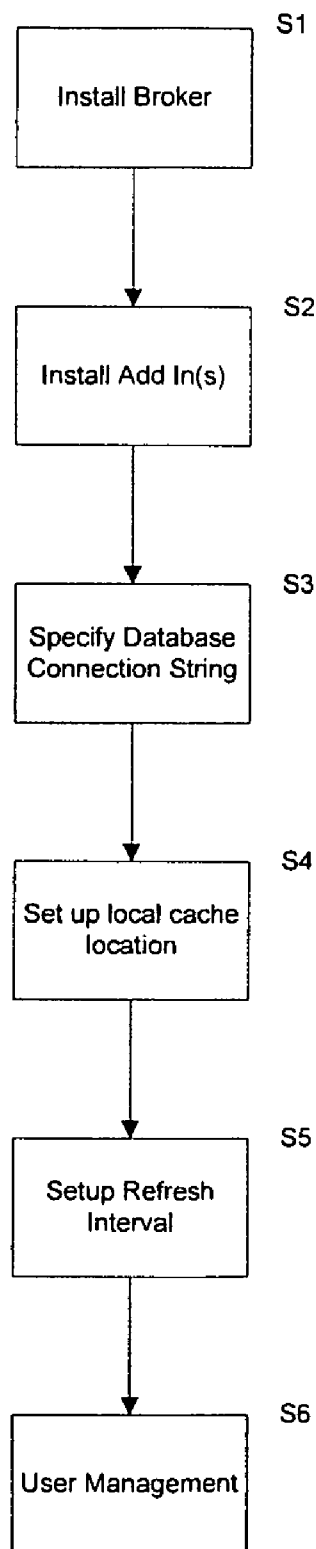 S1
Install Broker
S2
Install Add In(s)
S3
Specify Database
Connection String
S4
Set up local cache
location
S5
Setup Refresh
Interval
S6
User Management